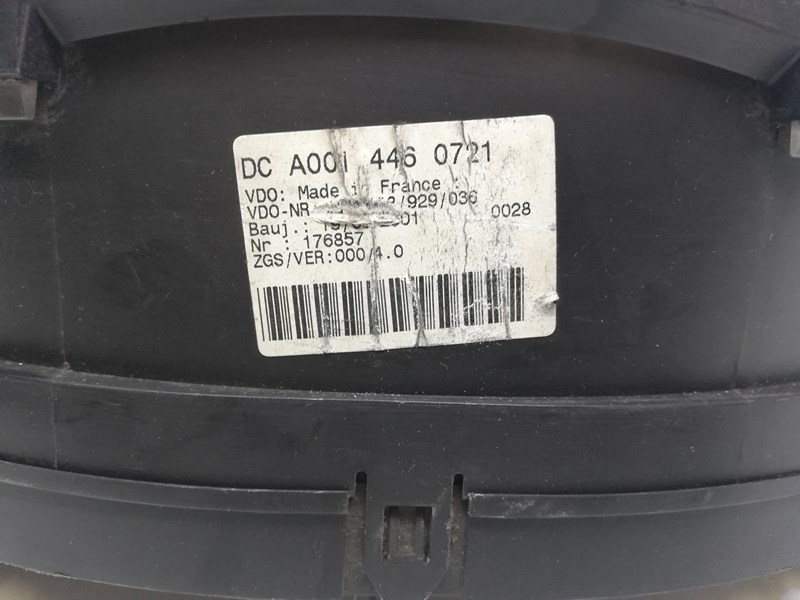 DC A001 446 0721
VDO: Made in France :
VDO-NR /929/036
Bauj.: 0028
Nr : 176857
ZGS/VER:000/4.0